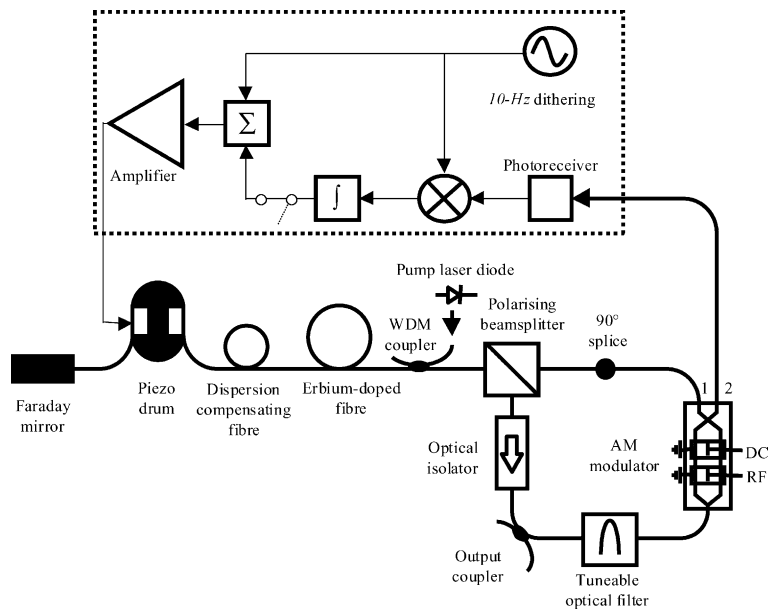 10-Hz dithering
Σ
Amplifier
Photoreceiver
∫
Pump laser diode
WDM
coupler
Polarising
beamsplitter
90°
splice
1 2
Faraday
mirror
Piezo
drum
Dispersion
compensating
fibre
Erbium-doped
fibre
Optical
isolator
AM
modulator
DC
RF
Output
coupler
Tuneable
optical filter